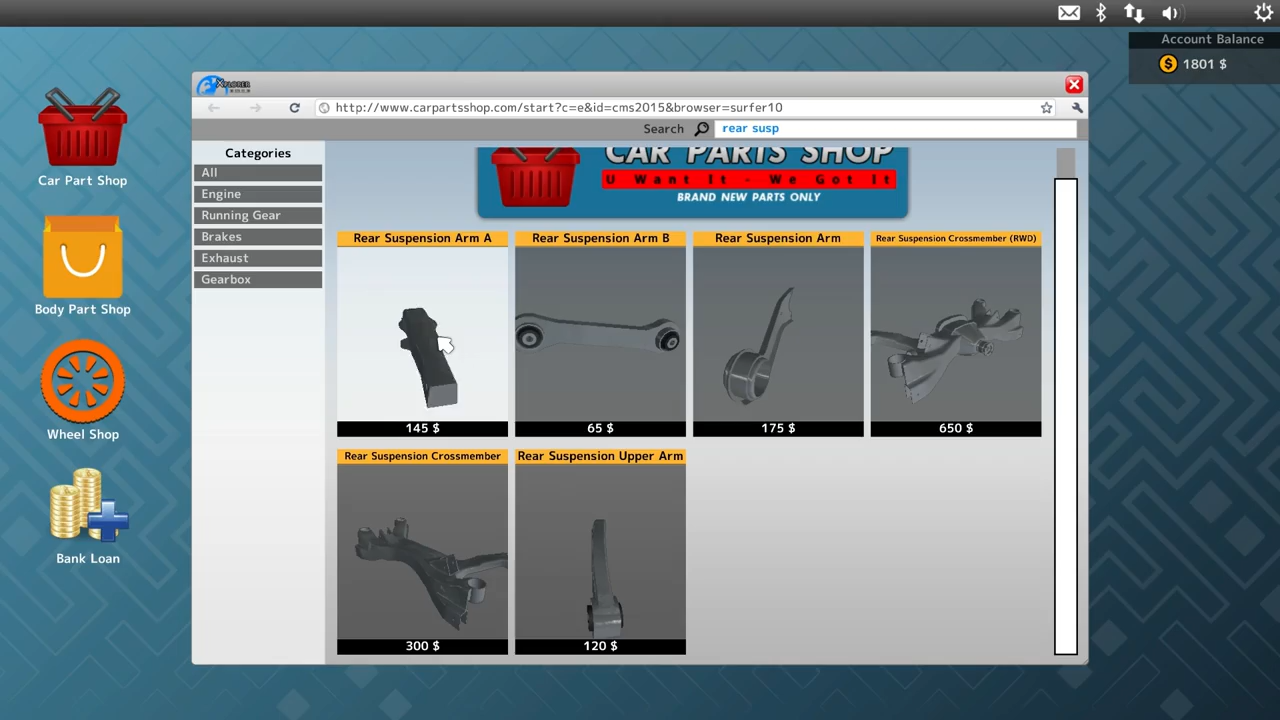 Account Balance
1801 $
XPLORER
http://www.carpartsshop.com/start?c=e&id=cms2015&browser=surfer10
Search
rear susp
Categories
All
Engine
Running Gear
Brakes
Exhaust
Gearbox
Car Part Shop
Body Part Shop
Wheel Shop
Bank Loan
CAR PARTS SHOP
U Want It - We Got It
BRAND NEW PARTS ONLY
Rear Suspension Arm A
145 $
Rear Suspension Arm B
65 $
Rear Suspension Arm
175 $
Rear Suspension Crossmember (RWD)
650 $
Rear Suspension Crossmember
300 $
Rear Suspension Upper Arm
120 $